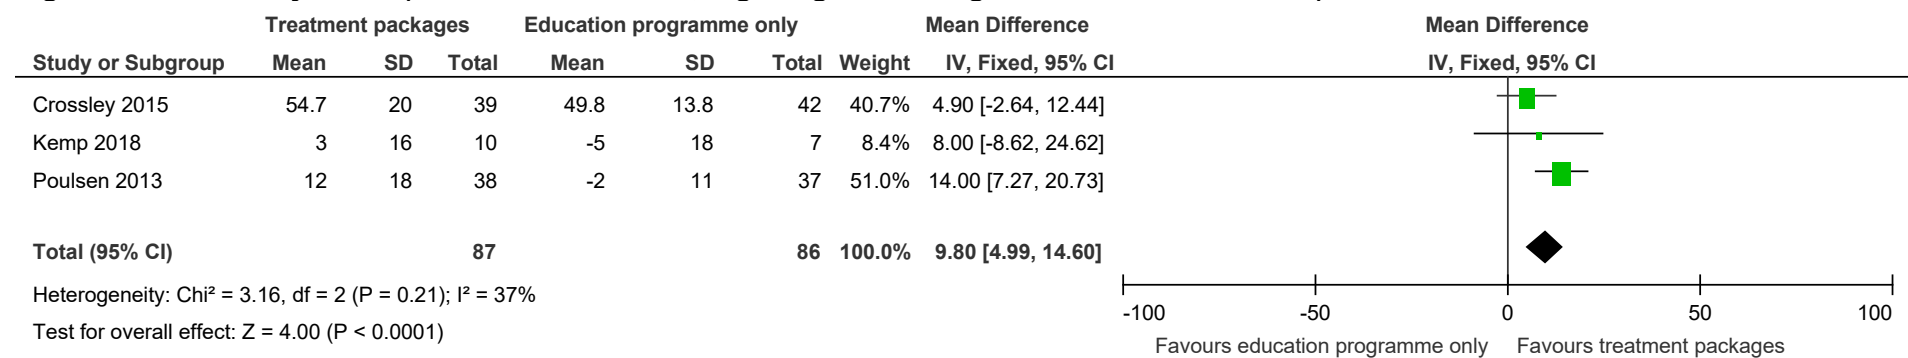 Treatment packages Education programme only Mean Difference Mean Difference
Study or Subgroup Mean SD Total Mean SD Total Weight IV, Fixed, 95% CI IV, Fixed, 95% CI
Crossley 2015 54.7 20 39 49.8 13.8 42 40.7% 4.90 [-2.64, 12.44]
Kemp 2018 3 16 10 -5 18 7 8.4% 8.00 [-8.62, 24.62]
Poulsen 2013 12 18 38 -2 11 37 51.0% 14.00 [7.27, 20.73]
Total (95% CI) 87 86 100.0% 9.80 [4.99, 14.60]
Heterogeneity: Chi² = 3.16, df = 2 (P = 0.21); I² = 37%
Test for overall effect: Z = 4.00 (P < 0.0001)
-100 -50 0 50 100
Favours education programme only Favours treatment packages